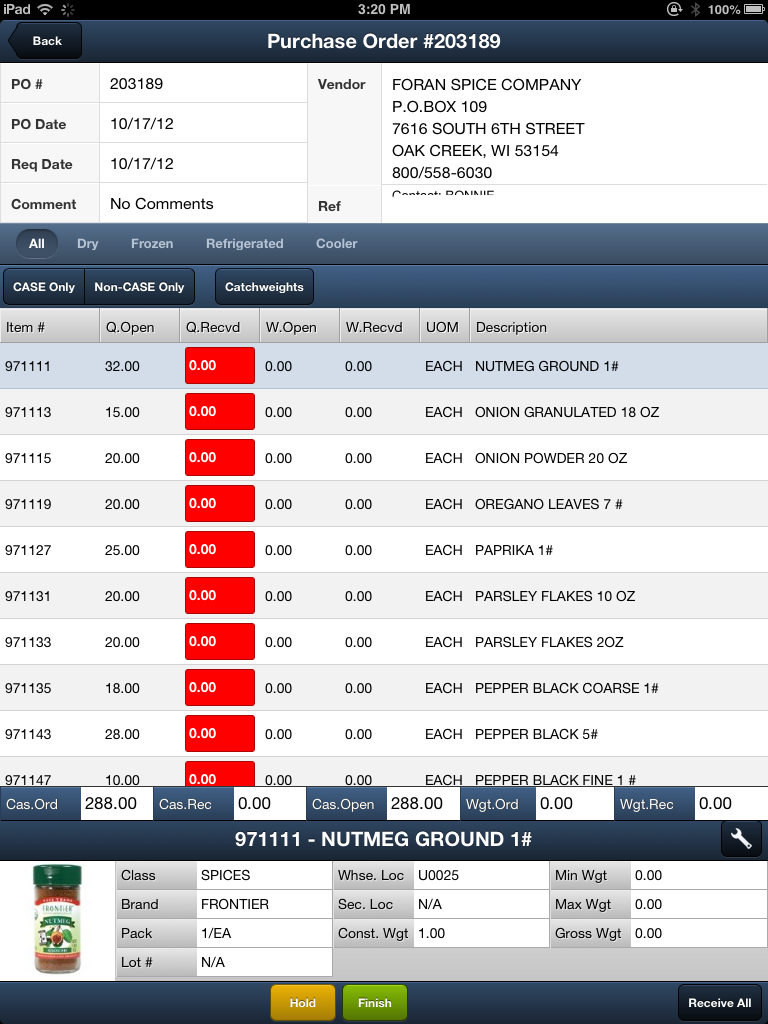 iPad 3:20 PM 100%
Back Purchase Order #203189
PO # 203189
PO Date 10/17/12
Req Date 10/17/12
Comment No Comments
Vendor FORAN SPICE COMPANY
P.O.BOX 109
7616 SOUTH 6TH STREET
OAK CREEK, WI 53154
800/558-6030
Contact: BONNIE
Ref
All Dry Frozen Refrigerated Cooler
CASE Only Non-CASE Only Catchweights
Item # Q.Open Q.Recvd W.Open W.Recvd UOM Description
971111 32.00 0.00 0.00 0.00 EACH NUTMEG GROUND 1#
971113 15.00 0.00 0.00 0.00 EACH ONION GRANULATED 18 OZ
971115 20.00 0.00 0.00 0.00 EACH ONION POWDER 20 OZ
971119 20.00 0.00 0.00 0.00 EACH OREGANO LEAVES 7 #
971127 25.00 0.00 0.00 0.00 EACH PAPRIKA 1#
971131 20.00 0.00 0.00 0.00 EACH PARSLEY FLAKES 10 OZ
971133 20.00 0.00 0.00 0.00 EACH PARSLEY FLAKES 2OZ
971135 18.00 0.00 0.00 0.00 EACH PEPPER BLACK COARSE 1#
971143 28.00 0.00 0.00 0.00 EACH PEPPER BLACK 5#
971147 10.00 0.00 0.00 0.00 EACH PEPPER BLACK FINE 1 #
Cas.Ord 288.00 Cas.Rec 0.00 Cas.Open 288.00 Wgt.Ord 0.00 Wgt.Rec 0.00
971111 - NUTMEG GROUND 1#
FRONTIER
NUTMEG
Class SPICES Whse. Loc U0025 Min Wgt 0.00
Brand FRONTIER Sec. Loc N/A Max Wgt 0.00
Pack 1/EA Const. Wgt 1.00 Gross Wgt 0.00
Lot # N/A
Hold Finish Receive All